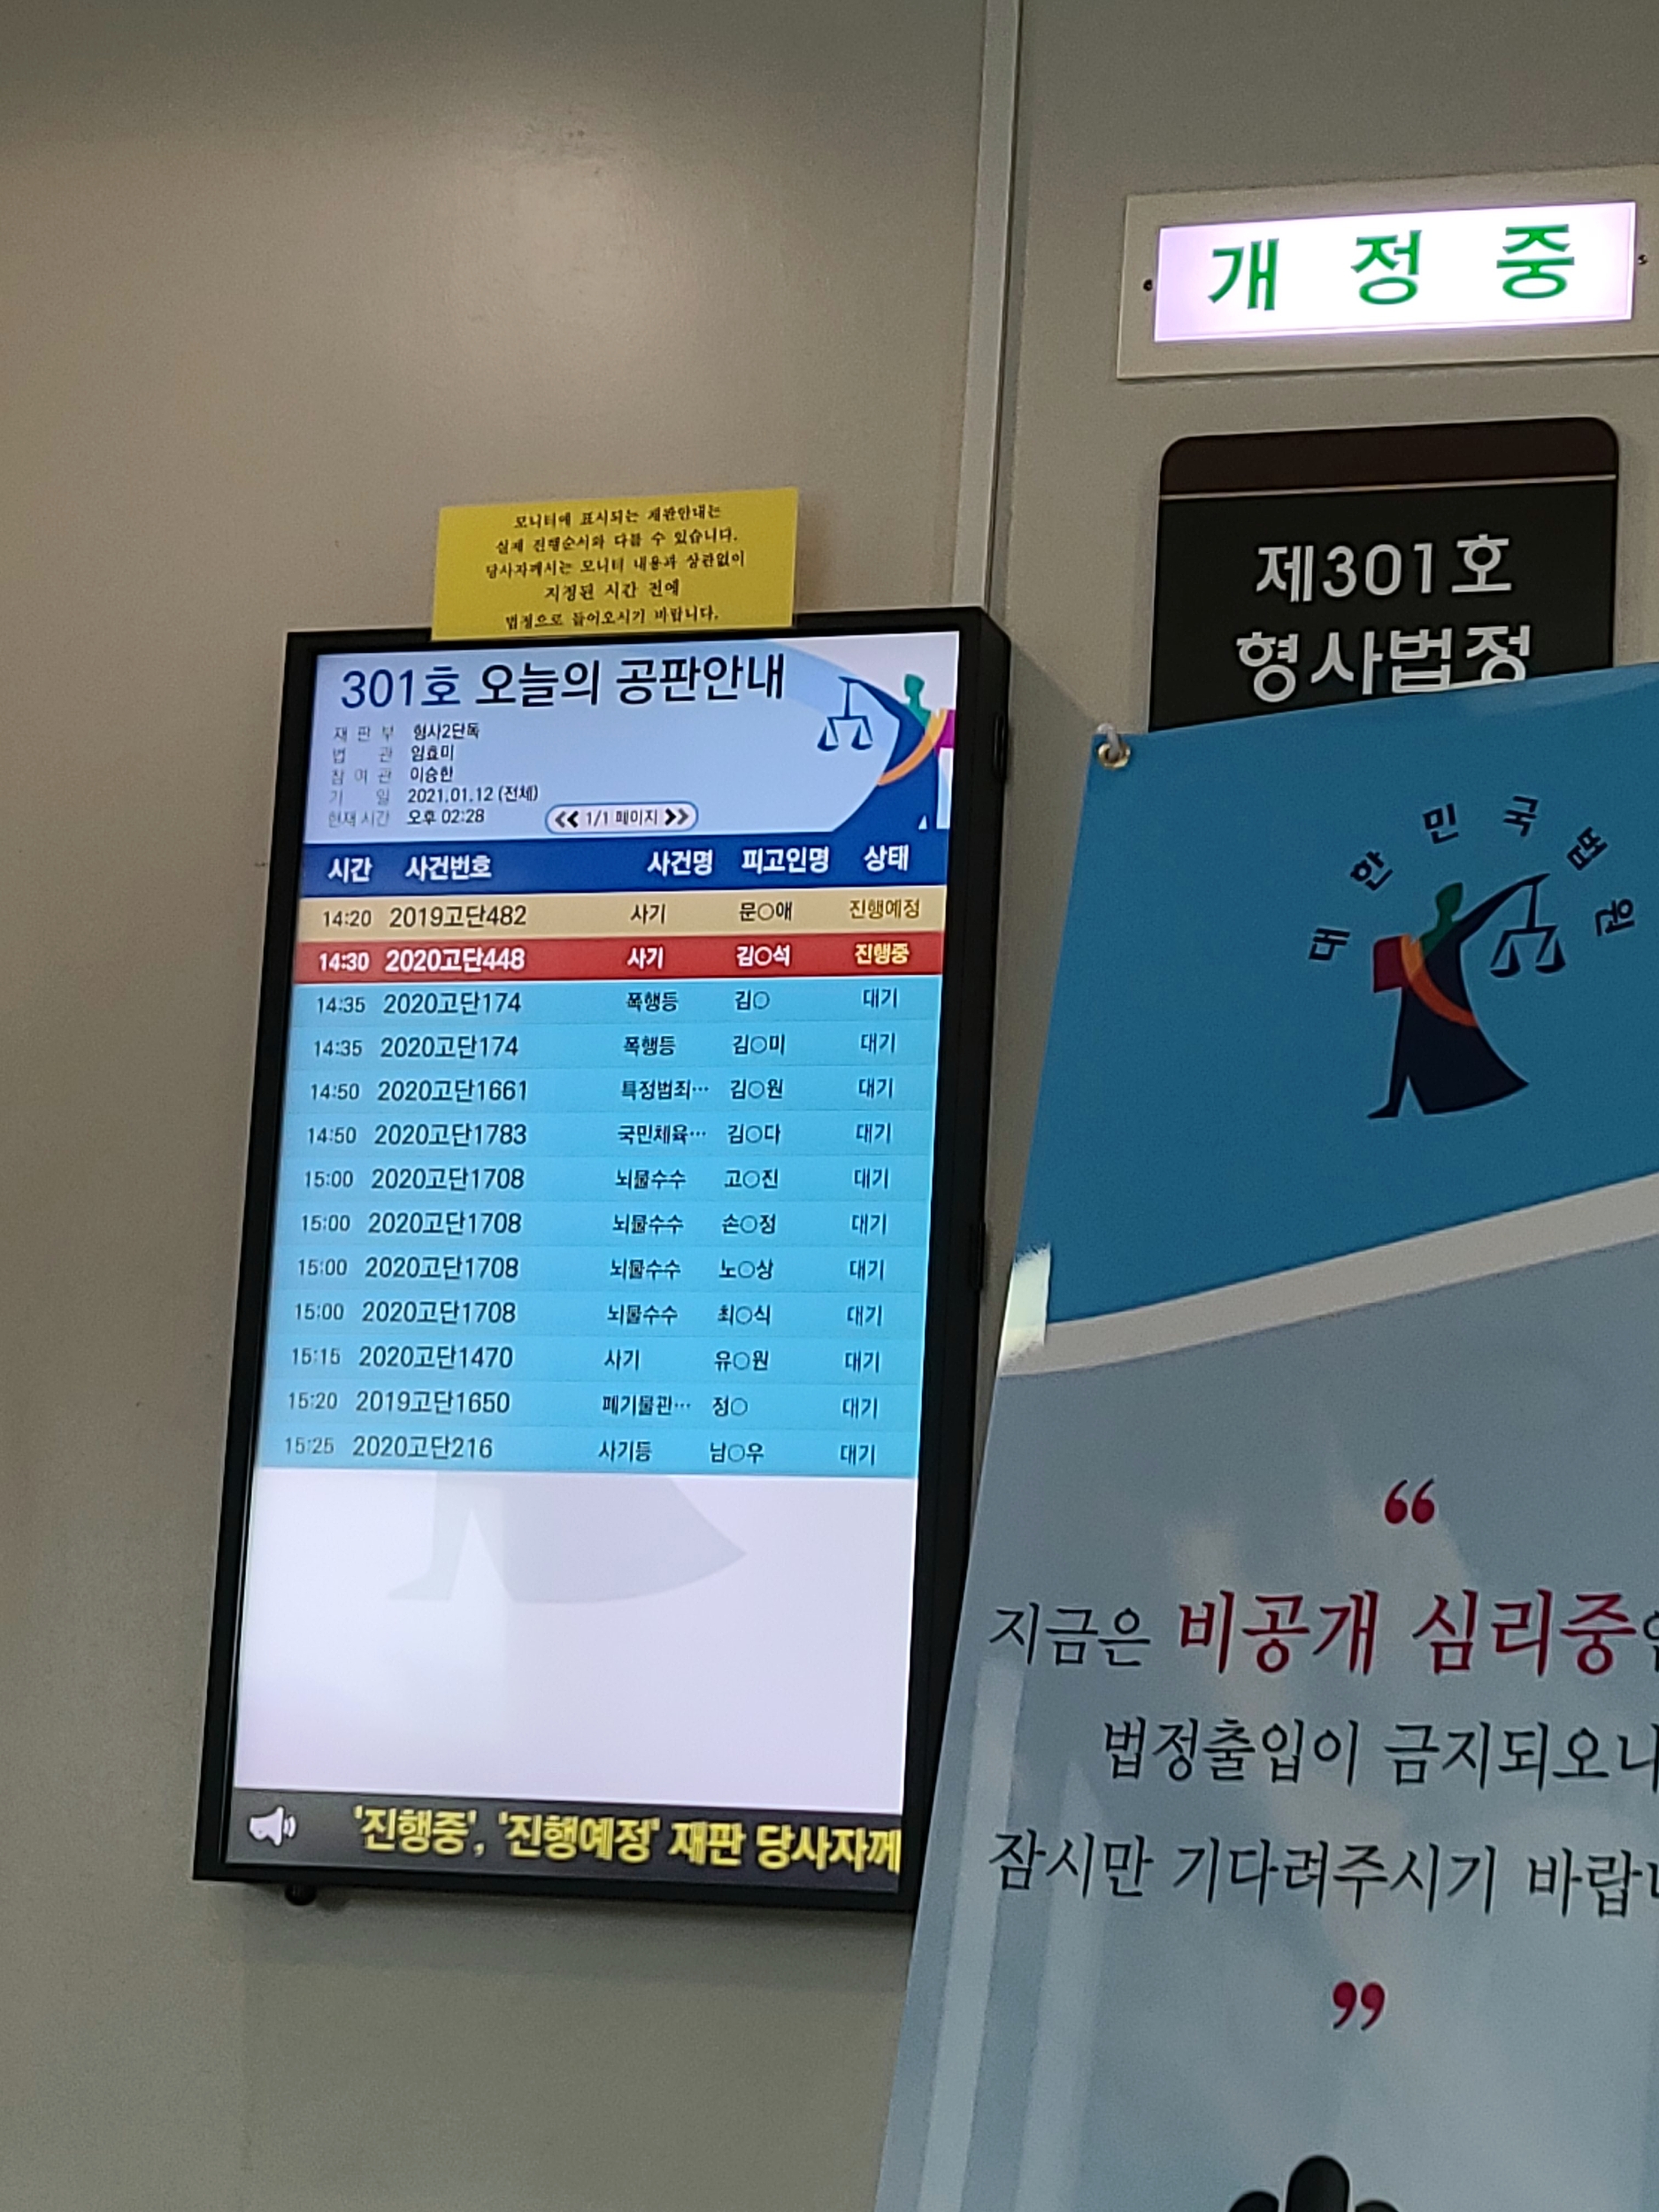 개정중
제301호
형사법정
모니터에 표시되는 재판안내는
실제 진행순서와 다를 수 있습니다.
당사자께서는 모니터 내용과 상관없이
지정된 시간 전에
법정으로 들어오시기 바랍니다.
301호 오늘의 공판안내
재판부 형사2단독
법관 임효미
참여관 이승한
기일 2021.01.12 (전체)
현재시간 오후 02:28
1/1 페이지
시간 사건번호 사건명 피고인명 상태
14:20 2019고단482 사기 문○애 진행예정
14:30 2020고단448 사기 김○석 진행중
14:35 2020고단174 폭행등 김○ 대기
14:35 2020고단174 폭행등 김○미 대기
14:50 2020고단1661 특정범죄… 김○원 대기
14:50 2020고단1783 국민체육… 김○다 대기
15:00 2020고단1708 뇌물수수 고○진 대기
15:00 2020고단1708 뇌물수수 손○정 대기
15:00 2020고단1708 뇌물수수 노○상 대기
15:00 2020고단1708 뇌물수수 최○식 대기
15:15 2020고단1470 사기 유○원 대기
15:20 2019고단1650 폐기물관… 정○ 대기
15:25 2020고단216 사기등 남○우 대기
'진행중', '진행예정' 재판 당사자께
대한민국법원
“
지금은 비공개 심리중
법정출입이 금지되오니
잠시만 기다려주시기 바랍
”